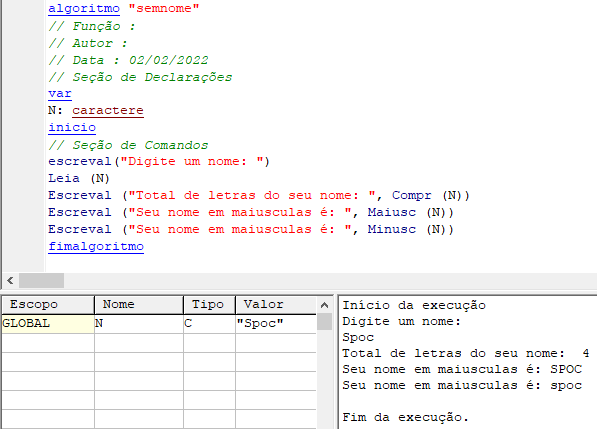 algoritmo "semnome"
// Função :
// Autor :
// Data : 02/02/2022
// Seção de Declarações
var
N: caractere
inicio
// Seção de Comandos
escreval("Digite um nome: ")
Leia (N)
Escreval ("Total de letras do seu nome: ", Compr (N))
Escreval ("Seu nome em maiusculas é: ", Maiusc (N))
Escreval ("Seu nome em maiusculas é: ", Minusc (N))
fimalgoritmo
Escopo Nome Tipo Valor
GLOBAL N C "Spoc"
Início da execução
Digite um nome:
Spoc
Total de letras do seu nome:  4
Seu nome em maiusculas é: SPOC
Seu nome em maiusculas é: spoc
Fim da execução.